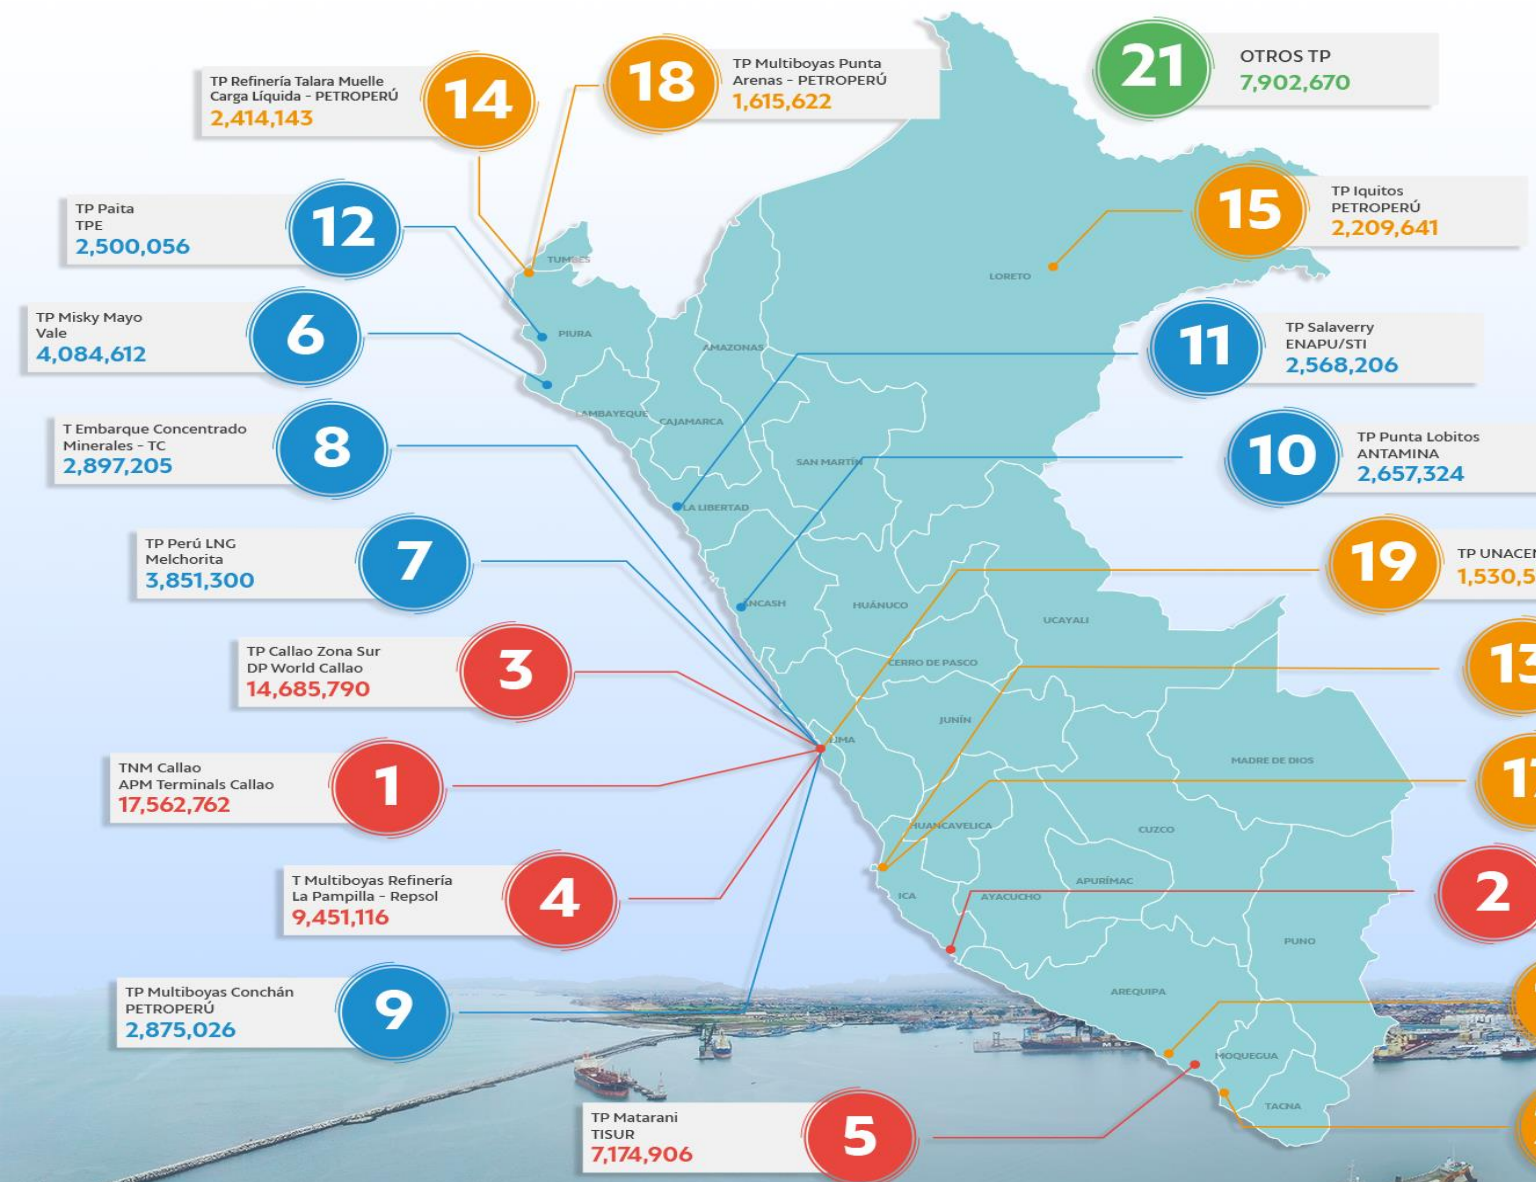 14
TP Refinería Talara Muelle
Carga Líquida - PETROPERÚ
2,414,143
18
TP Multiboyas Punta
Arenas - PETROPERÚ
1,615,622
21
OTROS TP
7,902,670
12
TP Paita
TPE
2,500,056
15
TP Iquitos
PETROPERÚ
2,209,641
6
TP Misky Mayo
Vale
4,084,612
11
TP Salaverry
ENAPU/STI
2,568,206
8
T Embarque Concentrado
Minerales - TC
2,897,205
10
TP Punta Lobitos
ANTAMINA
2,657,324
7
TP Perú LNG
Melchorita
3,851,300
19
TP
3
TP Callao Zona Sur
DP World Callao
14,685,790
13
1
TNM Callao
APM Terminals Callao
17,562,762
4
T Multiboyas Refinería
La Pampilla - Repsol
9,451,116
2
9
TP Multiboyas Conchán
PETROPERÚ
2,875,026
5
TP Matarani
TISUR
7,174,906
TUMBES
PIURA
LORETO
AMAZONAS
LAMBAYEQUE
CAJAMARCA
SAN MARTÍN
LA LIBERTAD
ÁNCASH
HUÁNUCO
UCAYALI
CERRO DE PASCO
JUNÍN
LIMA
MADRE DE DIOS
HUANCAVELICA
CUZCO
ICA
AYACUCHO
APURÍMAC
PUNO
AREQUIPA
MOQUEGUA
TACNA